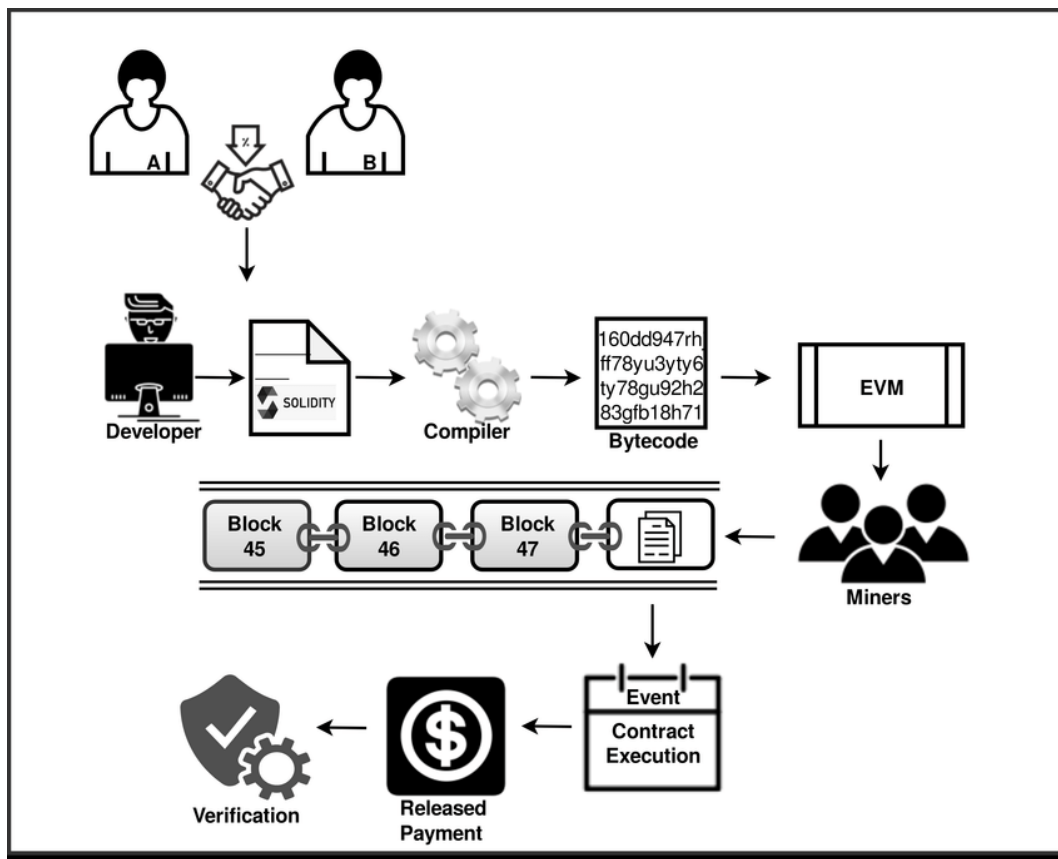 A
B
%
SOLIDITY
160dd947rh
ff78yu3yty6
ty78gu92h2
83gfb18h71
EVM
Developer
Compiler
Bytecode
Block
45
Block
46
Block
47
Miners
Event
Contract
Execution
Verification
Released
Payment